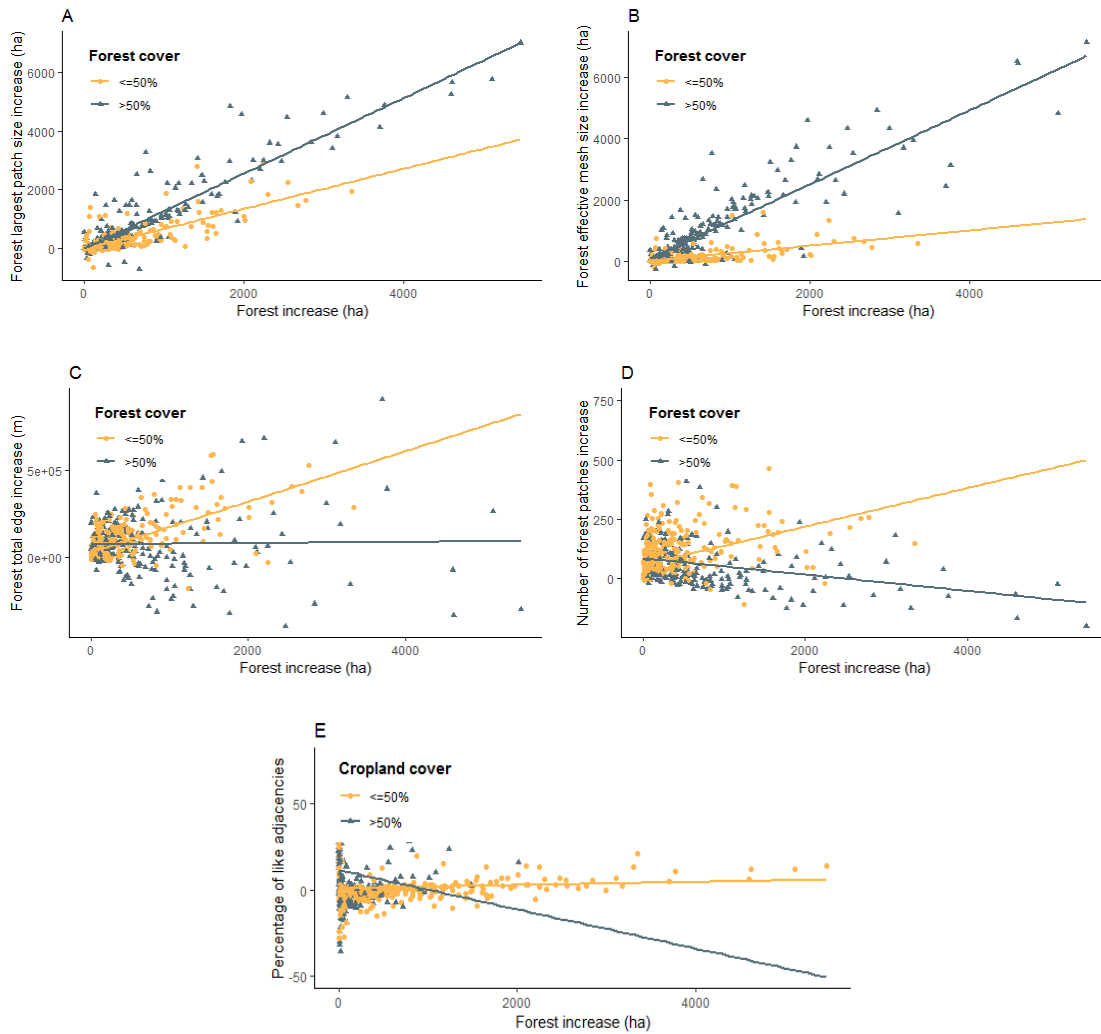 A
Forest largest patch size increase (ha)
Forest cover
<=50%
>50%
6000
4000
2000
0
0 2000 4000
Forest increase (ha)
B
Forest effective mesh size increase (ha)
Forest cover
<=50%
>50%
6000
4000
2000
0
0 2000 4000
Forest increase (ha)
C
Forest total edge increase (m)
Forest cover
<=50%
>50%
5e+05
0e+00
0 2000 4000
Forest increase (ha)
D
Number of forest patches increase
Forest cover
<=50%
>50%
750
500
250
0
0 2000 4000
Forest increase (ha)
E
Percentage of like adjacencies
Cropland cover
<=50%
>50%
50
0
-50
0 2000 4000
Forest increase (ha)